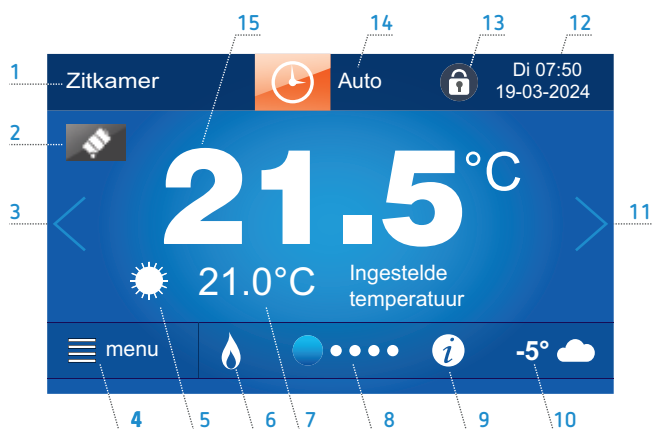 15
14
13
12
1
Zitkamer
Auto
Di 07:50
19-03-2024
2
21.5°C
3
11
21.0°C
Ingestelde
temperatuur
menu
i
-5°
4
5
6
7
8
9
10